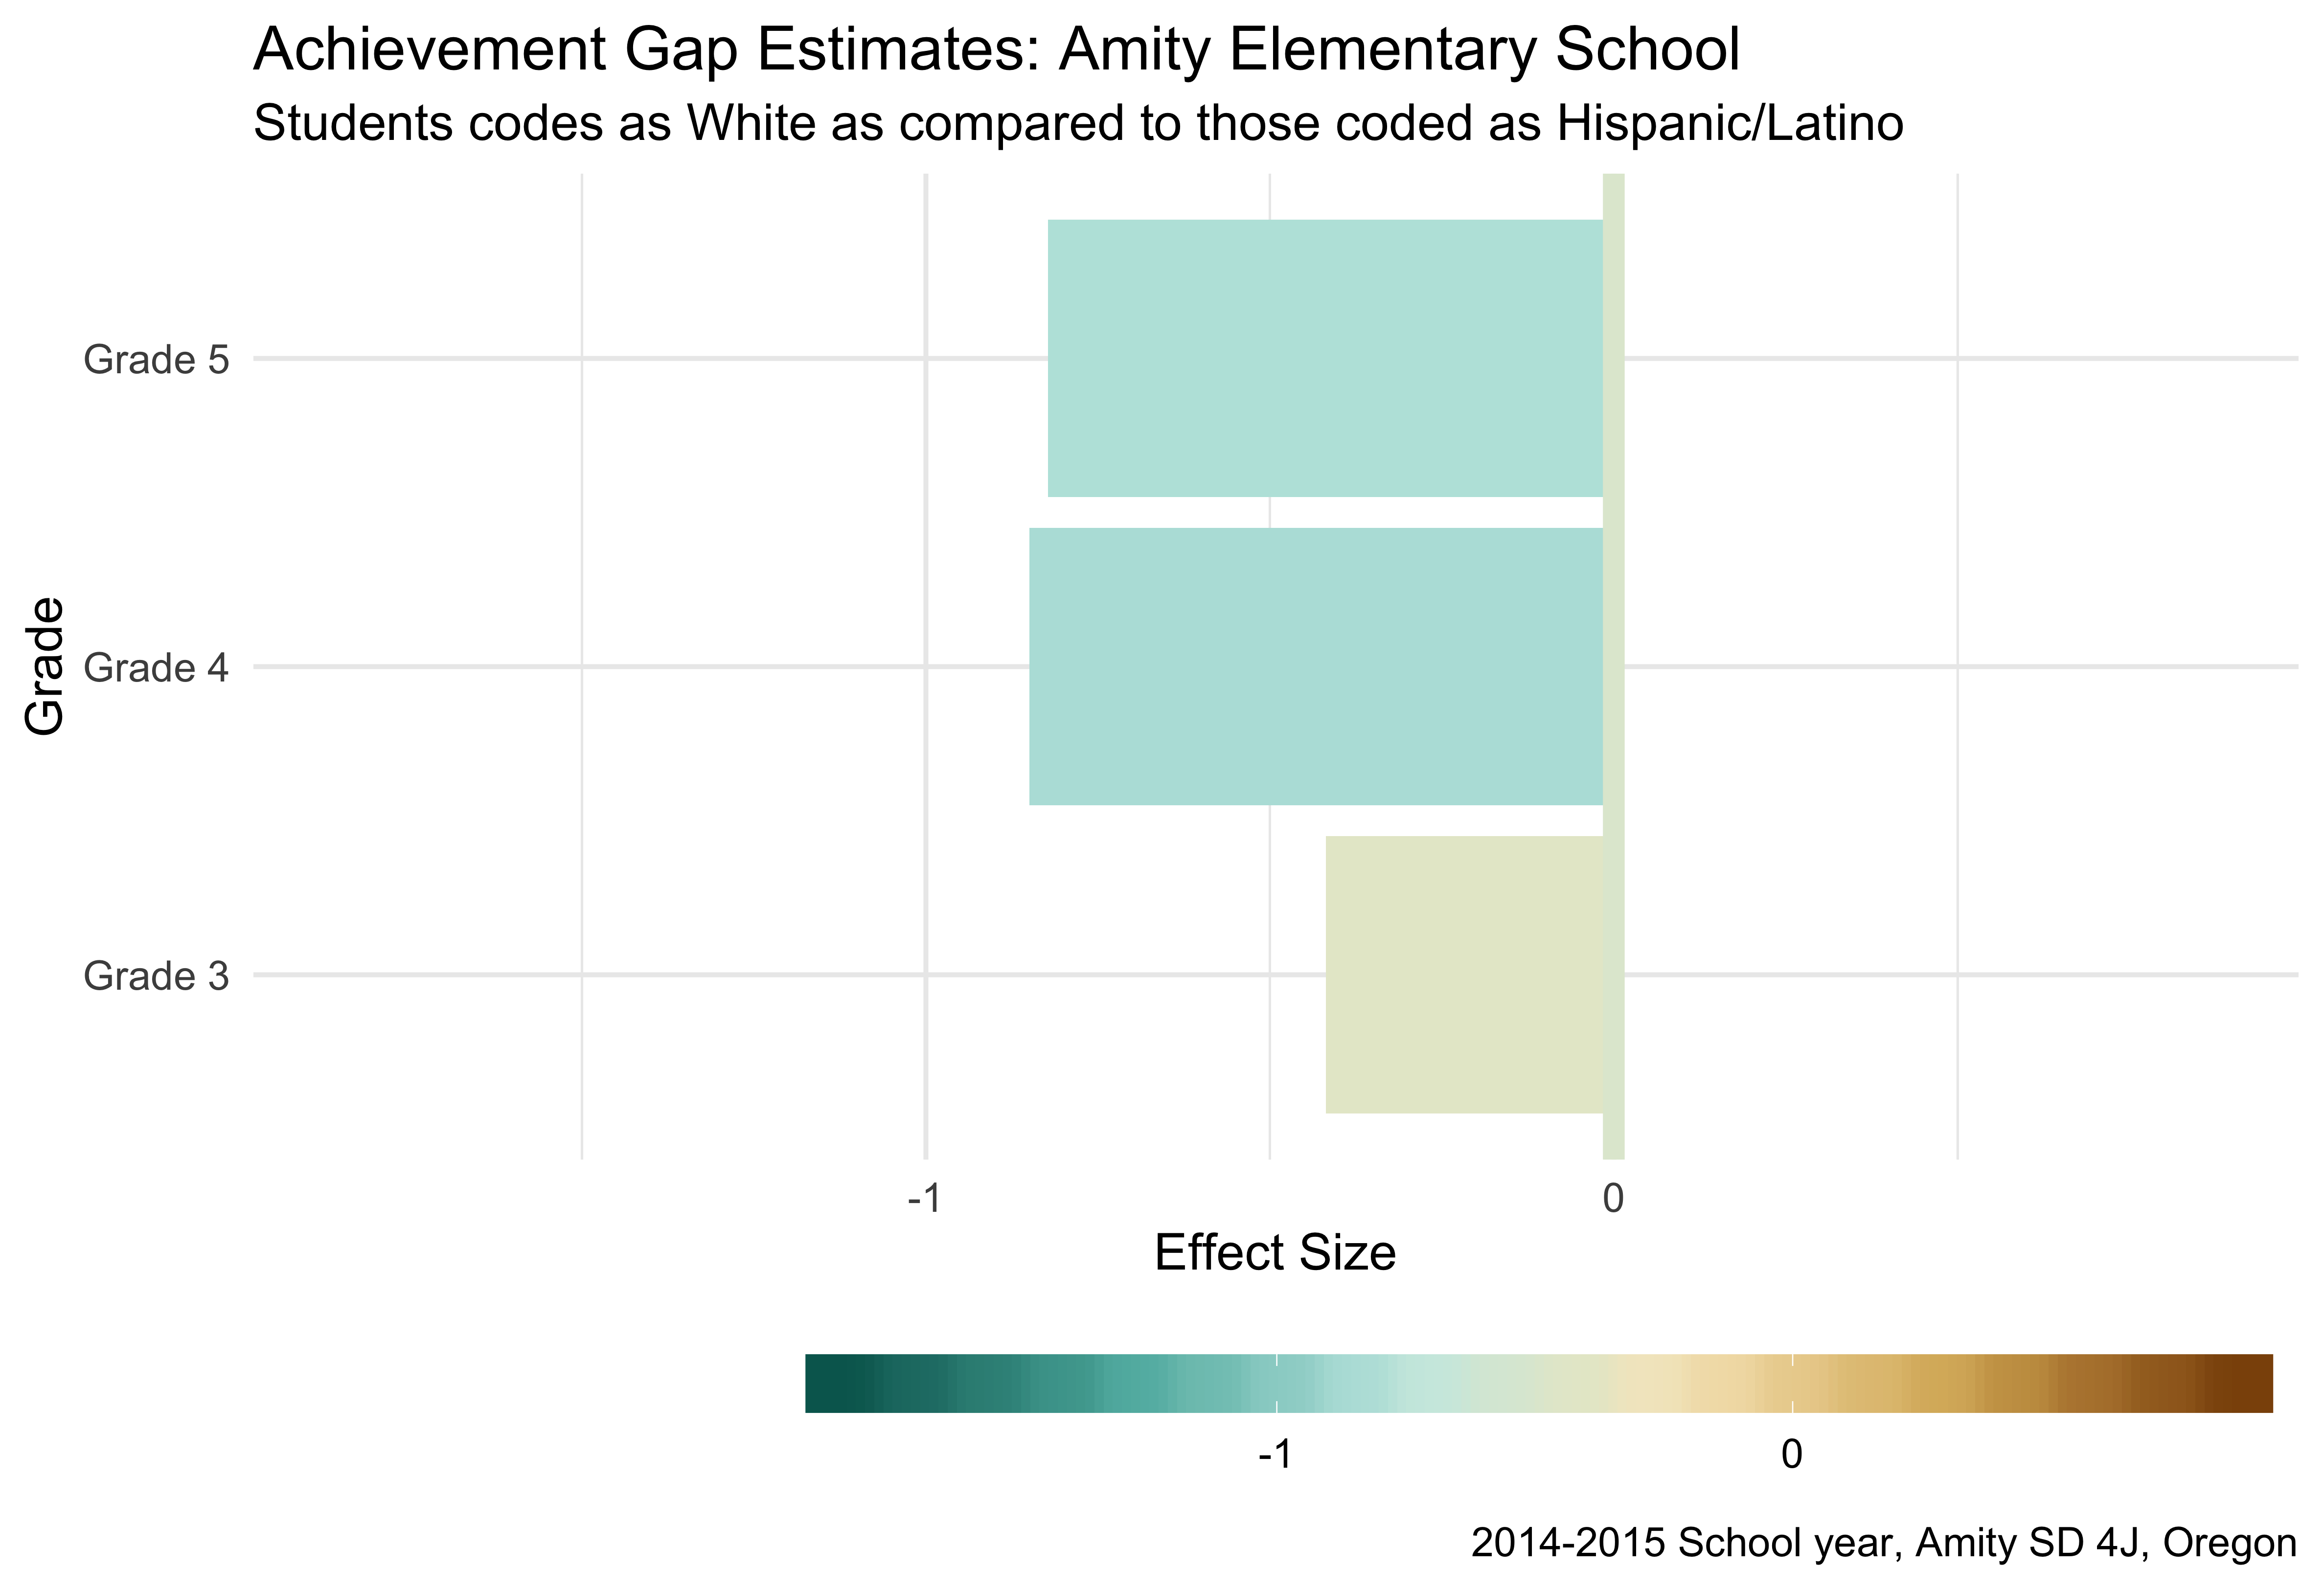 Achievement Gap Estimates: Amity Elementary School
Students codes as White as compared to those coded as Hispanic/Latino
Grade
Grade 5
Grade 4
Grade 3
-1 0
Effect Size
-1 0
2014-2015 School year, Amity SD 4J, Oregon